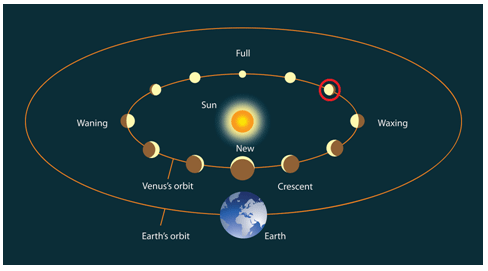 Full
Sun
Waning
Waxing
New
Venus's orbit
Crescent
Earth's orbit
Earth